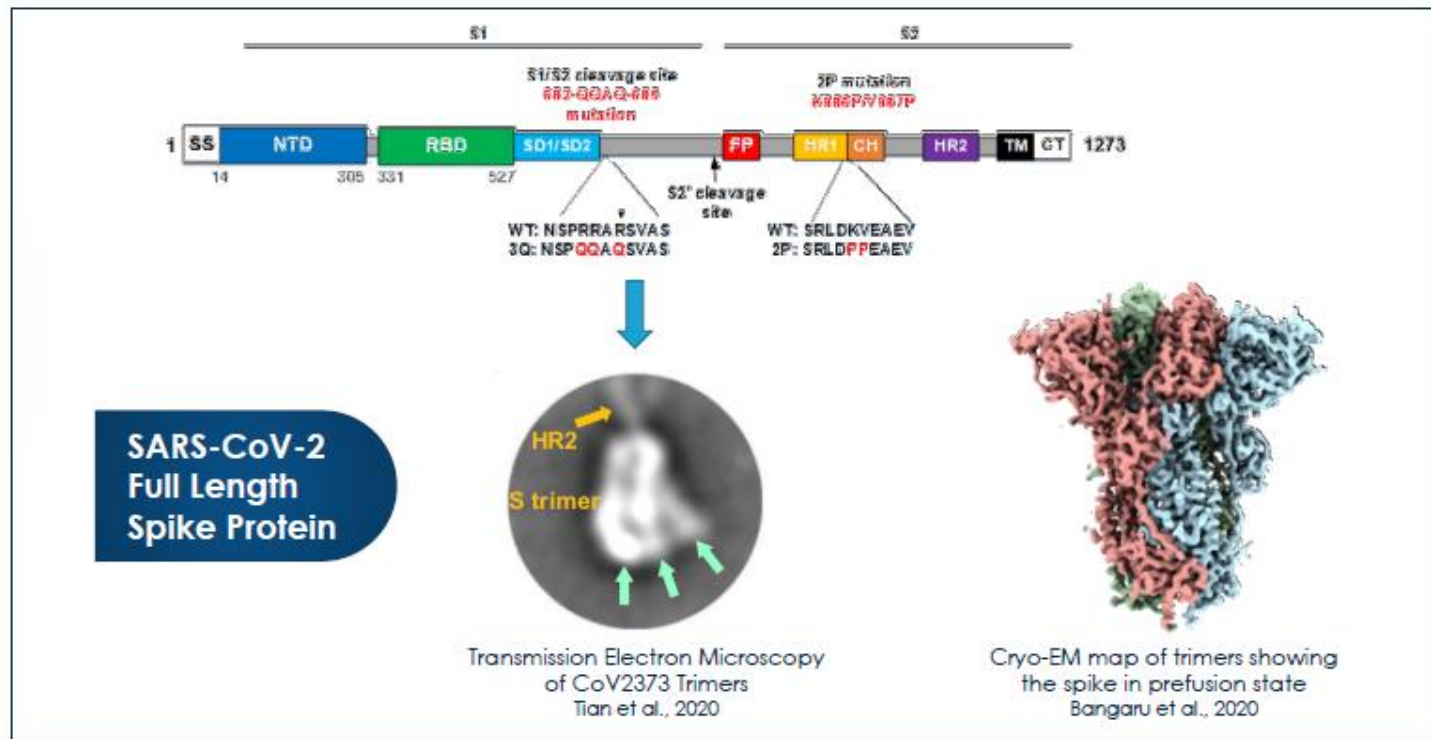 S1
S2
S1/S2 cleavage site
682-QQAQ-685
mutation
2P mutation
K986P/V987P
1
SS
NTD
RBD
SD1/SD2
FP
HR1
CH
HR2
TM
CT
1273
14
305
331
527
S2' cleavage
site
WT: NSPRRARSVAS
3Q: NSPQQAQSVAS
WT: SRLDKVEAEV
2P: SRLDPPEAEV
SARS-CoV-2
Full Length
Spike Protein
HR2
S trimer
Transmission Electron Microscopy
of CoV2373 Trimers
Tian et al., 2020
Cryo-EM map of trimers showing
the spike in prefusion state
Bangaru et al., 2020